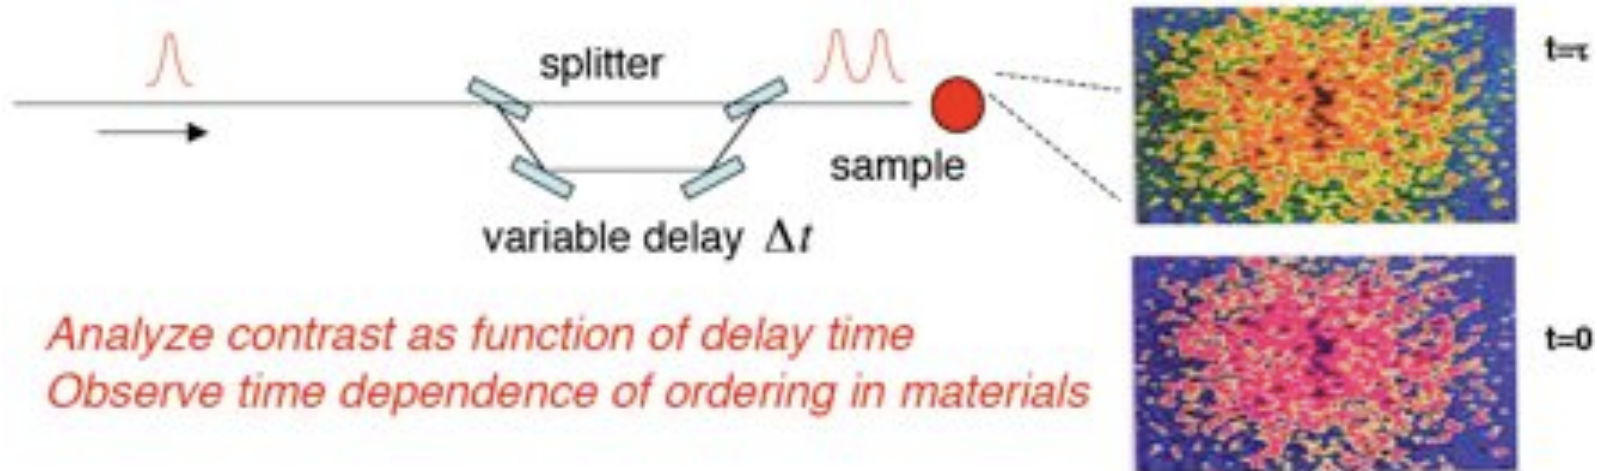 splitter
t=τ
sample
variable delay Δt
Analyze contrast as function of delay time
t=0
Observe time dependence of ordering in materials